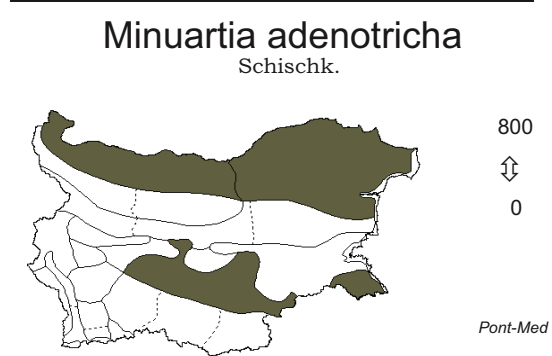 Minuartia adenotricha
Schischk.
800
⇕
0
Pont-Med